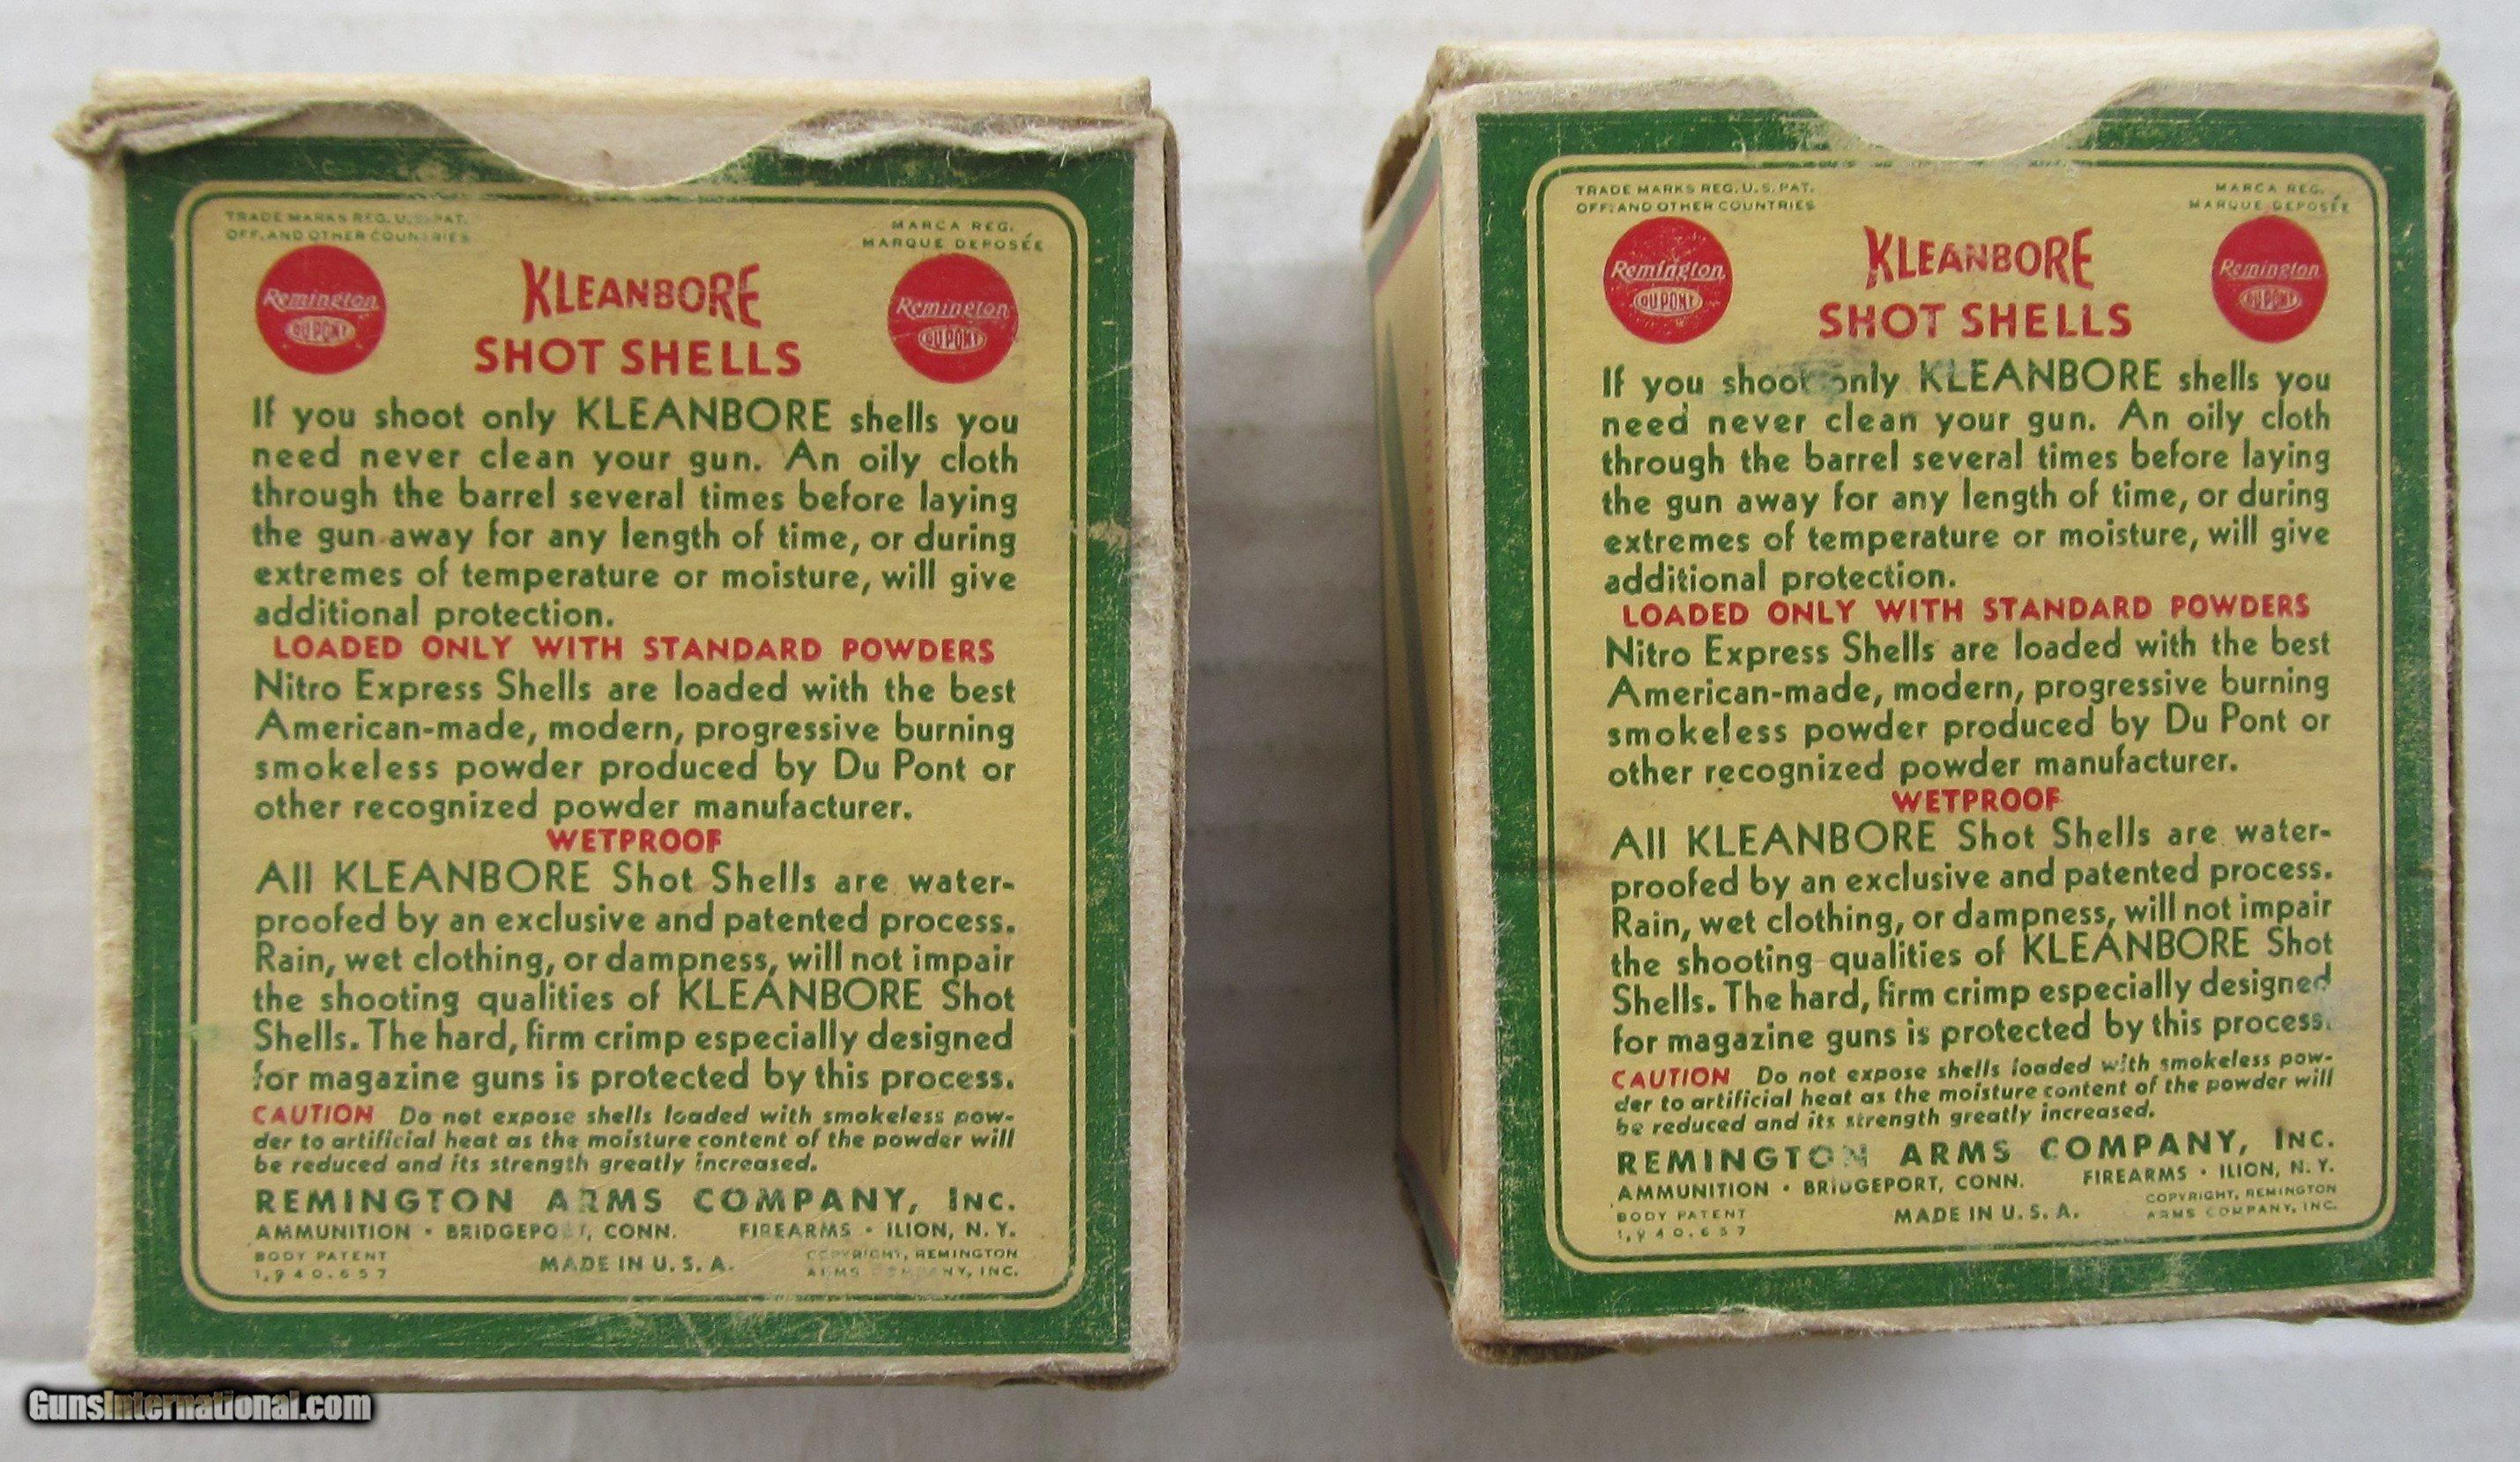 TRADE MARKS REG. U. S. PAT.
OFF. AND OTHER COUNTRIES
MARCA REG.
MARQUE DEPOSÉE
Remington
DU PONT
KLEANBORE
SHOT SHELLS
Remington
DU PONT
If you shoot only KLEANBORE shells you
need never clean your gun. An oily cloth
through the barrel several times before laying
the gun away for any length of time, or during
extremes of temperature or moisture, will give
additional protection.
LOADED ONLY WITH STANDARD POWDERS
Nitro Express Shells are loaded with the best
American-made, modern, progressive burning
smokeless powder produced by Du Pont or
other recognized powder manufacturer.
WETPROOF
All KLEANBORE Shot Shells are water-
proofed by an exclusive and patented process.
Rain, wet clothing, or dampness, will not impair
the shooting qualities of KLEANBORE Shot
Shells. The hard, firm crimp especially designed
for magazine guns is protected by this process.
CAUTION Do not expose shells loaded with smokeless pow-
der to artificial heat as the moisture content of the powder will
be reduced and its strength greatly increased.
REMINGTON ARMS COMPANY, INC.
AMMUNITION · BRIDGEPORT, CONN. FIREARMS · ILION, N. Y.
BODY PATENT
1,940,657
MADE IN U. S. A.
COPYRIGHT, REMINGTON
ARMS COMPANY, INC.
TRADE MARKS REG. U. S. PAT.
OFF. AND OTHER COUNTRIES
MARCA REG.
MARQUE DEPOSÉE
Remington
DU PONT
KLEANBORE
SHOT SHELLS
Remington
DU PONT
If you shoot only KLEANBORE shells you
need never clean your gun. An oily cloth
through the barrel several times before laying
the gun away for any length of time, or during
extremes of temperature or moisture, will give
additional protection.
LOADED ONLY WITH STANDARD POWDERS
Nitro Express Shells are loaded with the best
American-made, modern, progressive burning
smokeless powder produced by Du Pont or
other recognized powder manufacturer.
WETPROOF
All KLEANBORE Shot Shells are water-
proofed by an exclusive and patented process.
Rain, wet clothing, or dampness, will not impair
the shooting qualities of KLEANBORE Shot
Shells. The hard, firm crimp especially designed
for magazine guns is protected by this process.
CAUTION Do not expose shells loaded with smokeless pow-
der to artificial heat as the moisture content of the powder will
be reduced and its strength greatly increased.
REMINGTON ARMS COMPANY, INC.
AMMUNITION · BRIDGEPORT, CONN. FIREARMS · ILION, N. Y.
BODY PATENT
1,940,657
MADE IN U. S. A.
COPYRIGHT, REMINGTON
ARMS COMPANY, INC.
GunsInternational.com